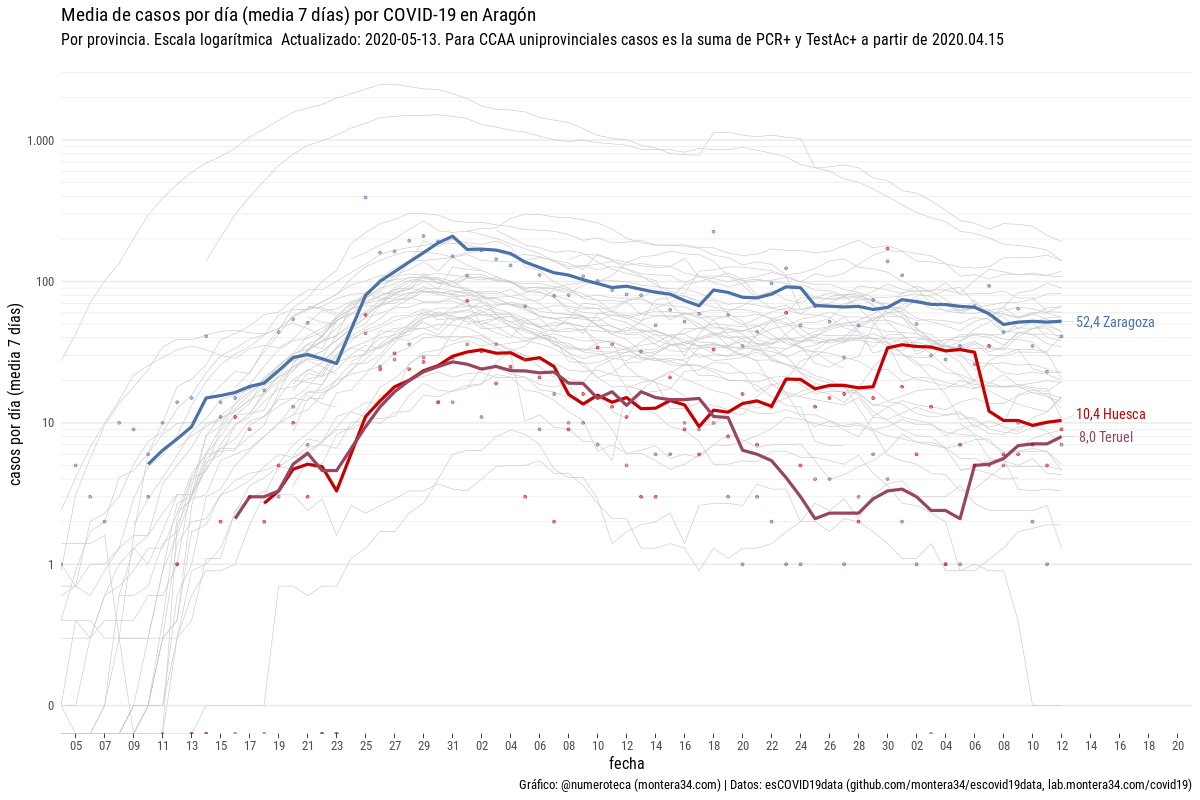 Media de casos por día (media 7 días) por COVID-19 en Aragón
Por provincia. Escala logarítmica  Actualizado: 2020-05-13. Para CCAA uniprovinciales casos es la suma de PCR+ y TestAc+ a partir de 2020.04.15
casos por día (media 7 días)
1.000
100
10
1
0
52,4 Zaragoza
10,4 Huesca
8,0 Teruel
05 07 09 11 13 15 17 19 21 23 25 27 29 31 02 04 06 08 10 12 14 16 18 20 22 24 26 28 30 02 04 06 08 10 12 14 16 18 20
fecha
Gráfico: @numeroteca (montera34.com) | Datos: esCOVID19data (github.com/montera34/escovid19data, lab.montera34.com/covid19)